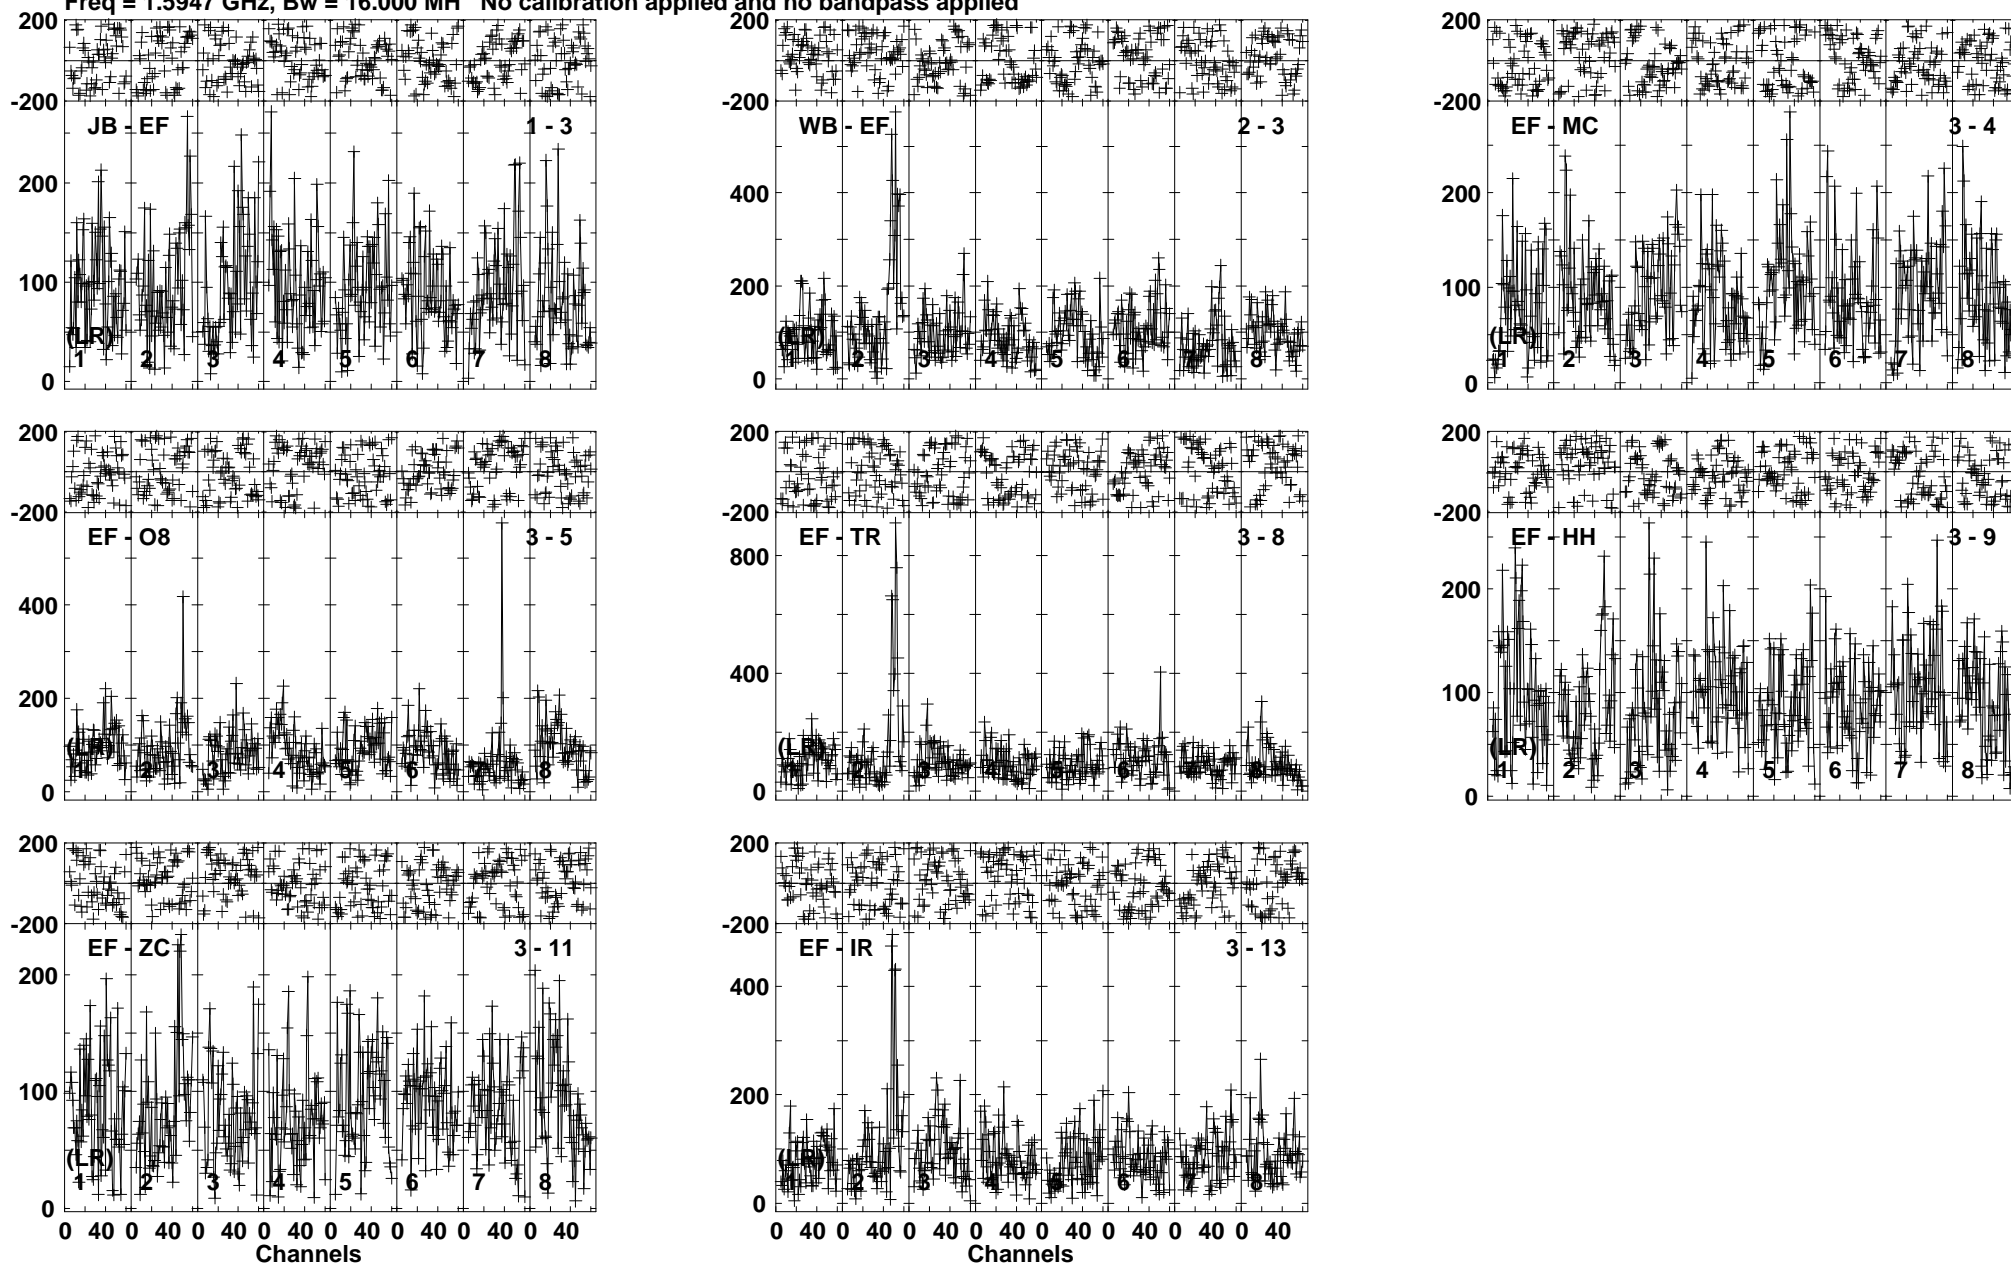 Freq = 1.5947 GHz, Bw = 16.000 MH No calibration applied and no bandpass applied
200 200 200
-200 -200 -200
JB - EF 1 - 3 WB - EF 2 - 3 EF - MC 3 - 4
200 400 200
100 200 100
(LR) (LR) (LR)
1 2 3 4 5 6 7 8 1 2 3 4 5 6 7 8 1 2 3 4 5 6 7 8
0 0 0
200 200 200
-200 -200 -200
EF - O8 3 - 5 EF - TR 3 - 8 EF - HH 3 - 9
400 800 200
200 400 100
(LR) (LR) (LR)
1 2 3 4 5 6 7 8 1 2 3 4 5 6 7 8 1 2 3 4 5 6 7 8
0 0 0
200 200
-200 -200
EF - ZC 3 - 11 EF - IR 3 - 13
200 400
100 200
(LR) (LR)
1 2 3 4 5 6 7 8 1 2 3 4 5 6 7 8
0 0
0 40 0 40 0 40 0 40 0 40 0 40 0 40 0 40 0 40 0 40 0 40 0 40 0 40 0 40 0 40 0 40
Channels Channels